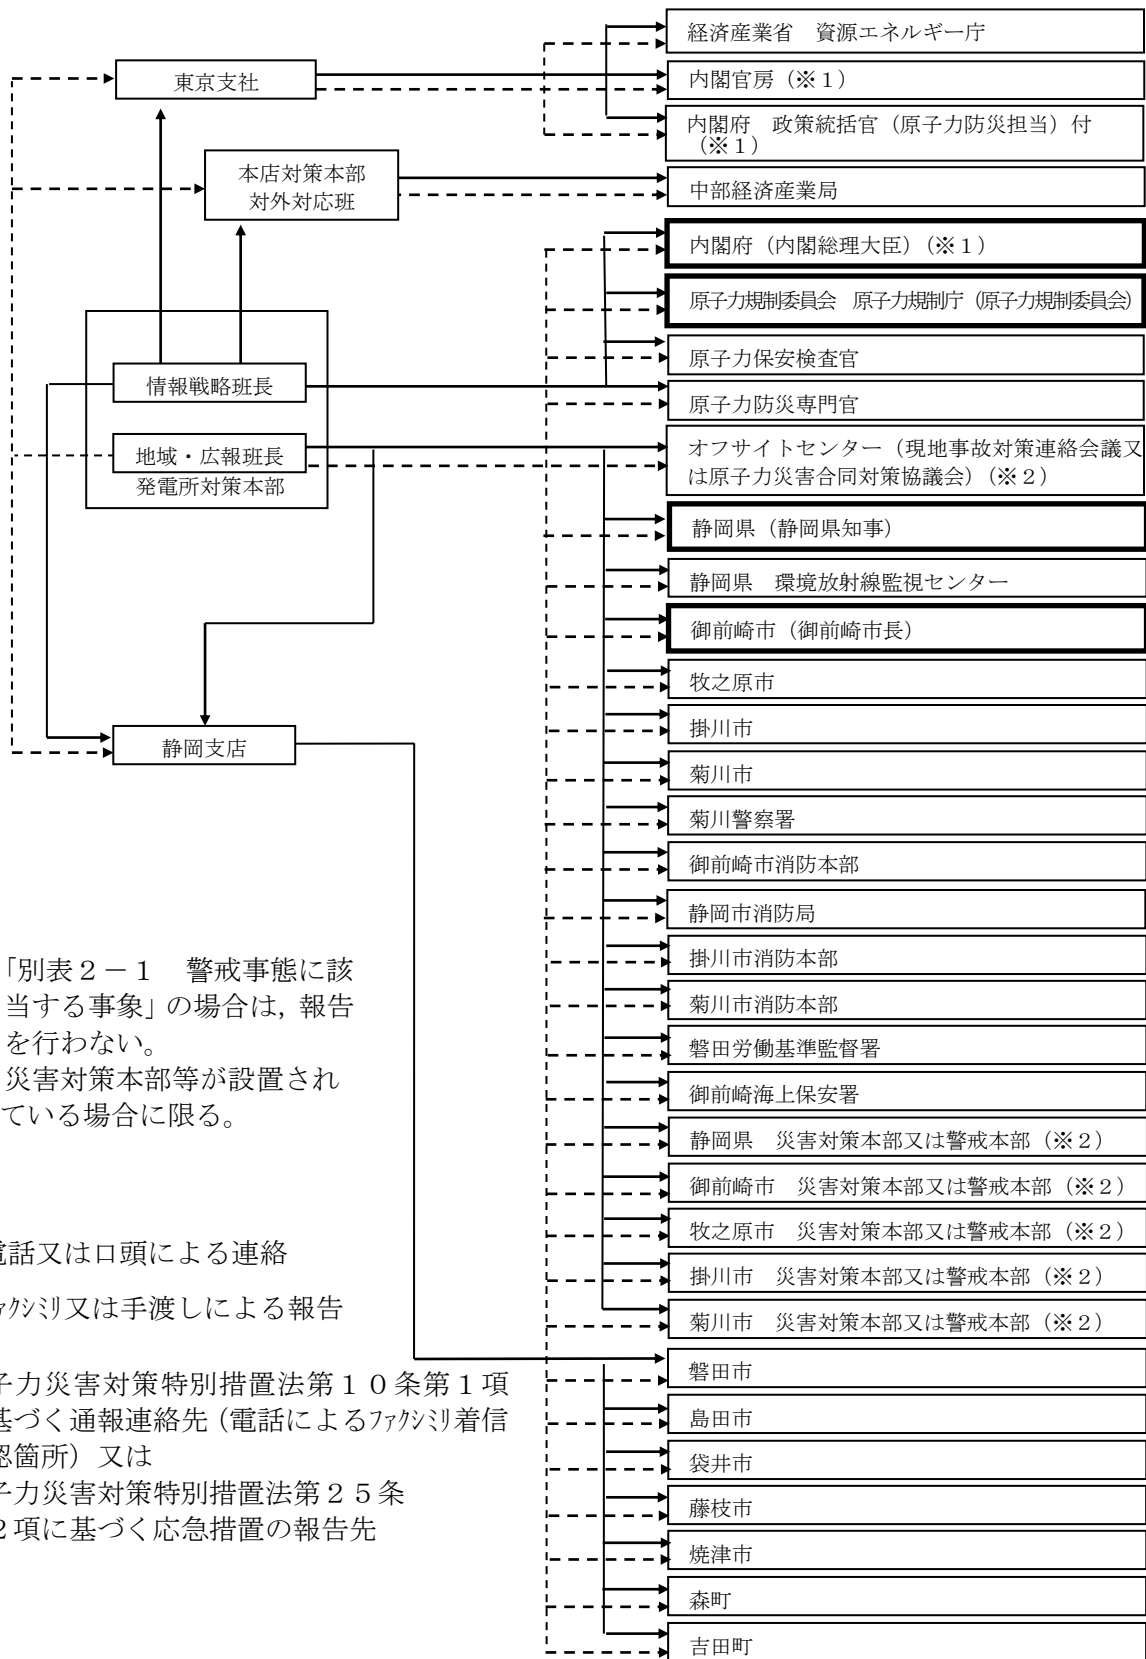 経済産業省　資源エネルギー庁
東京支社
内閣官房（※１）
内閣府　政策統括官（原子力防災担当）付
（※１）
本店対策本部
対外対応班
中部経済産業局
内閣府（内閣総理大臣）（※１）
原子力規制委員会　原子力規制庁（原子力規制委員会）
原子力保安検査官
情報戦略班長
原子力防災専門官
地域・広報班長
発電所対策本部
オフサイトセンター（現地事故対策連絡会議又
は原子力災害合同対策協議会）（※２）
静岡県（静岡県知事）
静岡県　環境放射線監視センター
御前崎市（御前崎市長）
牧之原市
掛川市
静岡支店
菊川市
菊川警察署
御前崎市消防本部
静岡市消防局
掛川市消防本部
菊川市消防本部
磐田労働基準監督署
御前崎海上保安署
静岡県　災害対策本部又は警戒本部（※２）
御前崎市　災害対策本部又は警戒本部（※２）
牧之原市　災害対策本部又は警戒本部（※２）
掛川市　災害対策本部又は警戒本部（※２）
菊川市　災害対策本部又は警戒本部（※２）
磐田市
島田市
袋井市
藤枝市
焼津市
森町
吉田町
「別表２－１　警戒事態に該
当する事象」の場合は，報告
を行わない。
災害対策本部等が設置され
ている場合に限る。
電話又は口頭による連絡
ｧｸｼﾐﾘ又は手渡しによる報告
子力災害対策特別措置法第１０条第１項
基づく通報連絡先（電話によるﾌｧｸｼﾐﾘ着信
認箇所）又は
子力災害対策特別措置法第２５条
２項に基づく応急措置の報告先